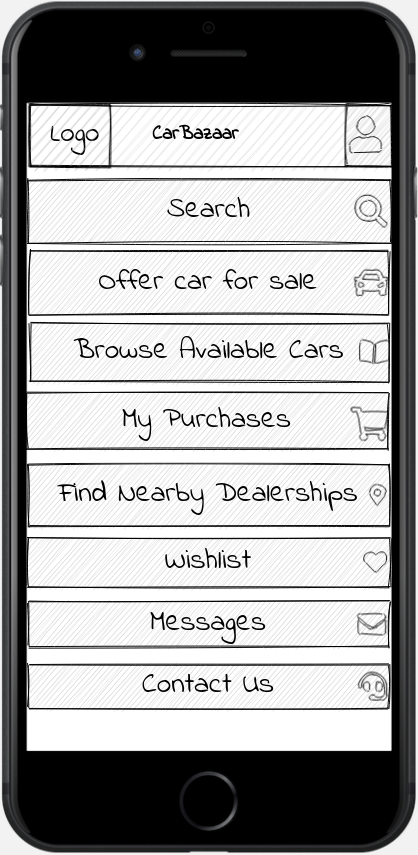 Logo
CarBazaar
Search
Offer car for sale
Browse Available Cars
My Purchases
Find Nearby Dealerships
Wishlist
Messages
Contact Us